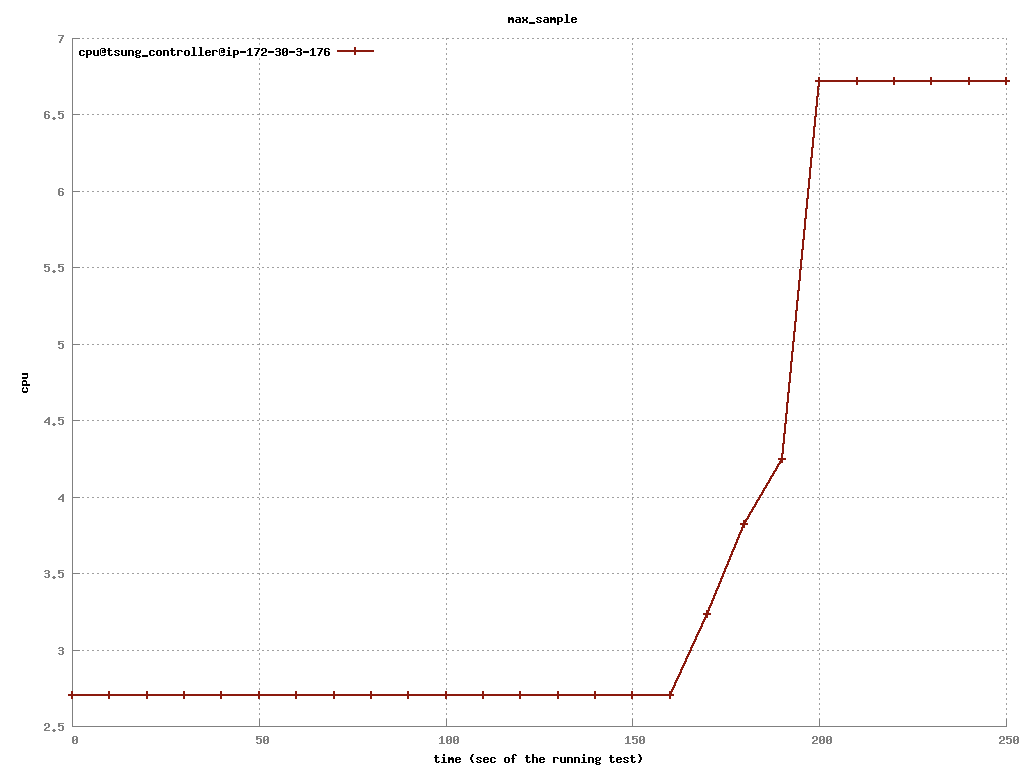 max_sample
7
cpu@tsung_controller@ip-172-30-3-176
6.5
6
5.5
5
cpu
4.5
4
3.5
3
2.5
0 50 100 150 200 250
time (sec of the running test)